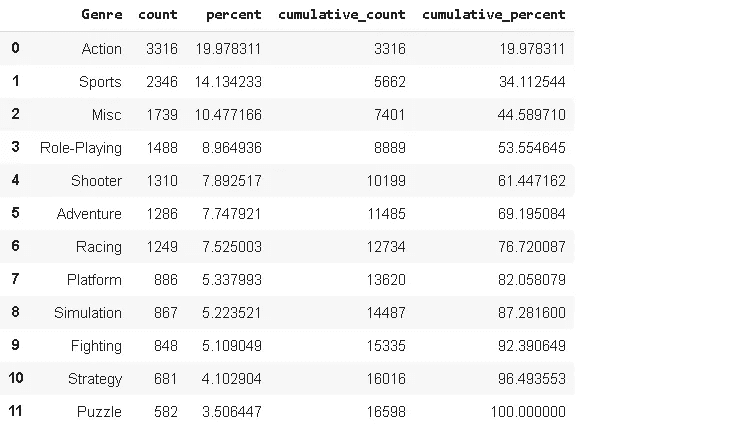 Genre count percent cumulative_count cumulative_percent
0 Action 3316 19.978311 3316 19.978311
1 Sports 2346 14.134233 5662 34.112544
2 Misc 1739 10.477166 7401 44.589710
3 Role-Playing 1488 8.964936 8889 53.554645
4 Shooter 1310 7.892517 10199 61.447162
5 Adventure 1286 7.747921 11485 69.195084
6 Racing 1249 7.525003 12734 76.720087
7 Platform 886 5.337993 13620 82.058079
8 Simulation 867 5.223521 14487 87.281600
9 Fighting 848 5.109049 15335 92.390649
10 Strategy 681 4.102904 16016 96.493553
11 Puzzle 582 3.506447 16598 100.000000